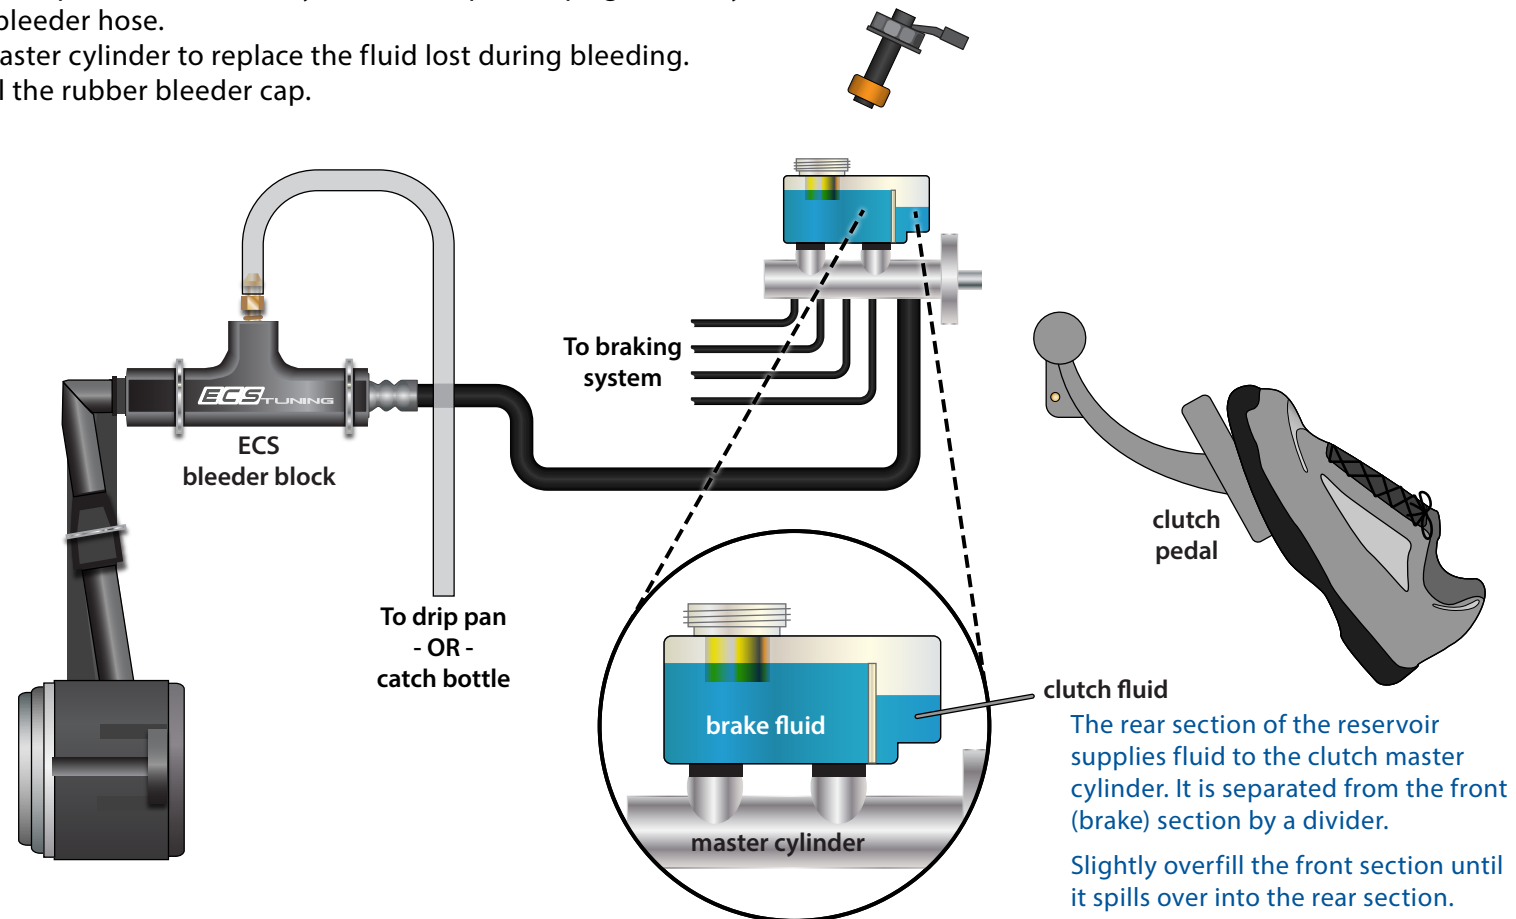 bleeder hose.
aster cylinder to replace the fluid lost during bleeding.
the rubber bleeder cap.
To braking
system
ECS
TUNING
ECS
bleeder block
clutch
pedal
To drip pan
- OR -
catch bottle
clutch fluid
brake fluid
The rear section of the reservoir
supplies fluid to the clutch master
cylinder. It is separated from the front
(brake) section by a divider.
master cylinder
Slightly overfill the front section until
it spills over into the rear section.